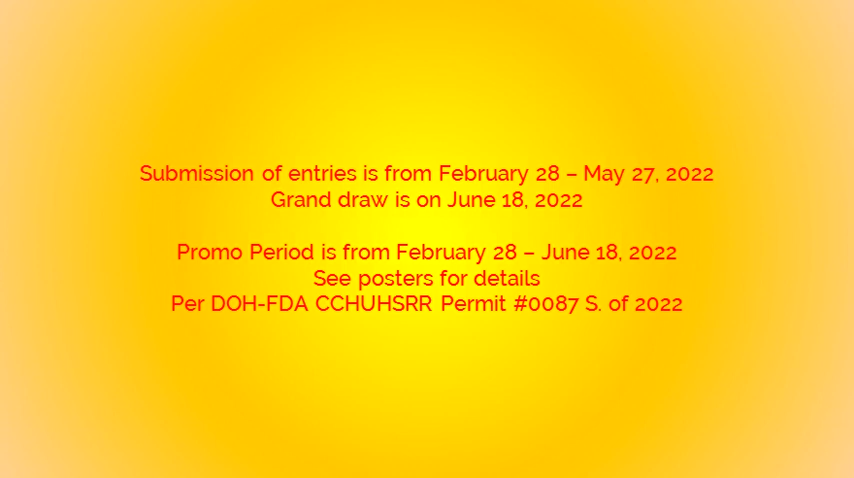 Submission of entries is from February 28 – May 27, 2022
Grand draw is on June 18, 2022
Promo Period is from February 28 – June 18, 2022
See posters for details
Per DOH-FDA CCHUHSRR Permit #0087 S. of 2022